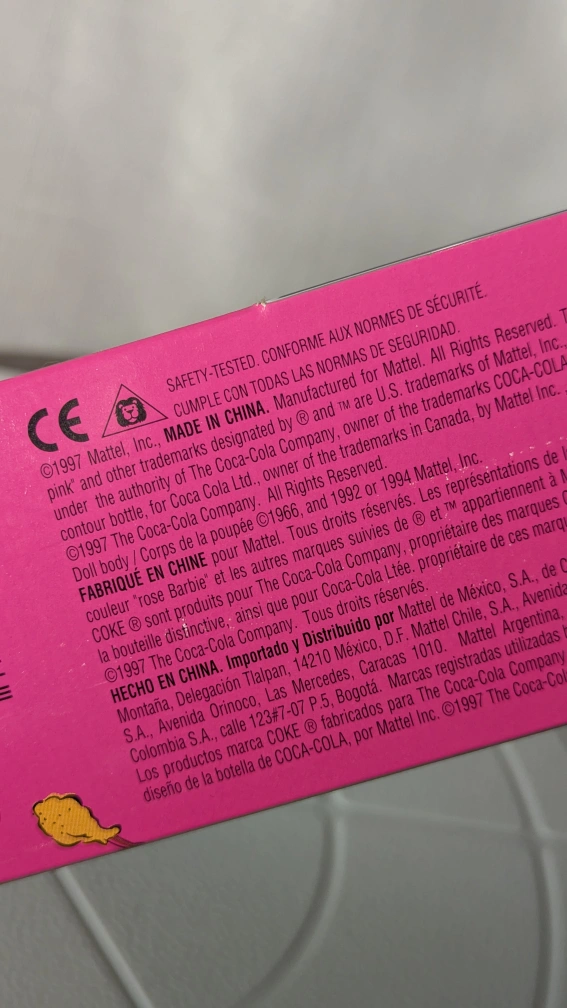 CE
SAFETY-TESTED. CONFORME AUX NORMES DE SÉCURITÉ.
CUMPLE CON TODAS LAS NORMAS DE SEGURIDAD.
©1997 Mattel, Inc., MADE IN CHINA. Manufactured for Mattel. All Rights Reserved.
pink" and other trademarks designated by ® and ™ are U.S. trademarks of Mattel, Inc.,
under the authority of The Coca-Cola Company, owner of the trademarks COCA-COLA
contour bottle, for Coca Cola Ltd., owner of the trademarks in Canada, by Mattel Inc.
©1997 The Coca-Cola Company. All Rights Reserved.
Doll body / Corps de la poupée ©1966, and 1992 or 1994 Mattel, Inc.
FABRIQUÉ EN CHINE pour Mattel. Tous droits réservés. Les représentations de
couleur "rose Barbie" et les autres marques suivies de ® et ™ appartiennent à
COKE ® sont produits pour The Coca-Cola Company, propriétaire des marques
la bouteille distinctive, ainsi que pour Coca-Cola Ltée. propriétaire de ces
©1997 The Coca-Cola Company. Tous droits réservés.
HECHO EN CHINA. Importado y Distribuido por Mattel de México, S.A., de C
Montaña, Delegación Tlalpan, 14210 México, D.F. Mattel Chile, S.A., Avenida
S.A., Avenida Orinoco, Las Mercedes, Caracas 1010. Mattel Argentina,
Colombia S.A., calle 123#7-07 P 5, Bogotá. Marcas registradas utilizadas
Los productos marca COKE ® fabricados para The Coca-Cola Company
diseño de la botella de COCA-COLA, por Mattel Inc. ©1997 The Coca-Col